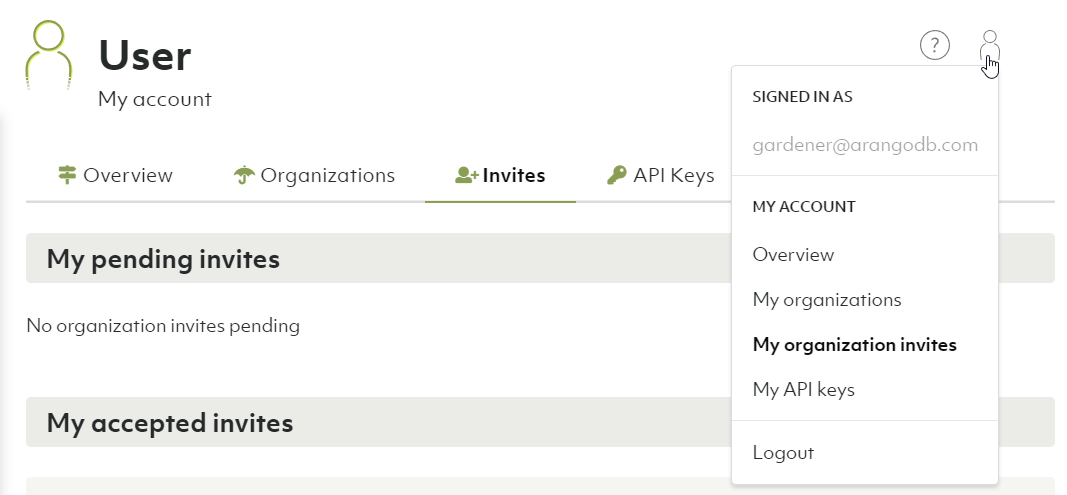 User
My account
?
Overview
Organizations
Invites
API Keys
My pending invites
No organization invites pending
My accepted invites
SIGNED IN AS
gardener@arangodb.com
MY ACCOUNT
Overview
My organizations
My organization invites
My API keys
Logout